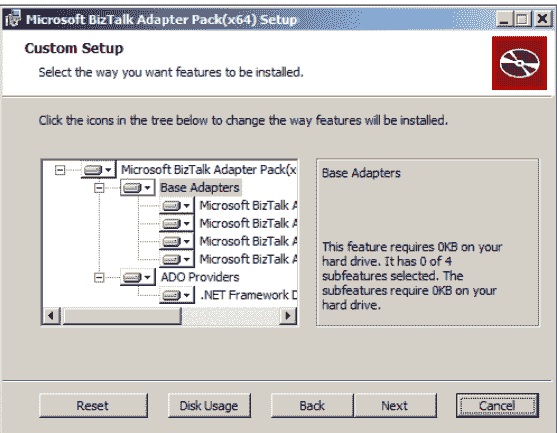 Microsoft BizTalk Adapter Pack(x64) Setup
Custom Setup
Select the way you want features to be installed.
Click the icons in the tree below to change the way features will be installed.
Microsoft BizTalk Adapter Pack(x
Base Adapters
Microsoft BizTalk A
Microsoft BizTalk A
Microsoft BizTalk A
Microsoft BizTalk A
ADO Providers
.NET Framework D
Base Adapters
This feature requires 0KB on your
hard drive. It has 0 of 4
subfeatures selected. The
subfeatures require 0KB on your
hard drive.
Reset
Disk Usage
Back
Next
Cancel